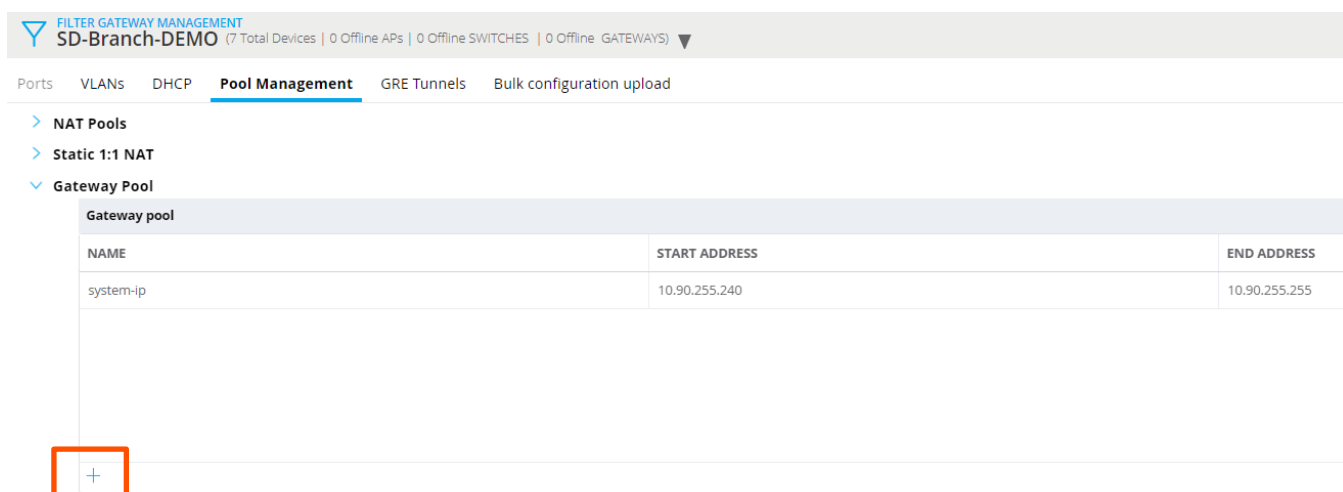 FILTER GATEWAY MANAGEMENT
SD-Branch-DEMO (7 Total Devices | 0 Offline APs | 0 Offline SWITCHES | 0 Offline GATEWAYS)
Ports VLANs DHCP Pool Management GRE Tunnels Bulk configuration upload
NAT Pools
Static 1:1 NAT
Gateway Pool
Gateway pool
NAME START ADDRESS END ADDRESS
system-ip 10.90.255.240 10.90.255.255
+